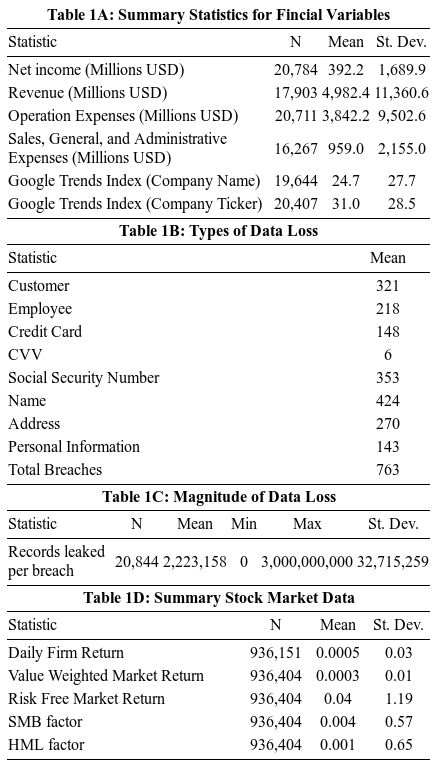 Table 1A: Summary Statistics for Fincial Variables
Statistic N Mean St. Dev.
Net income (Millions USD) 20,784 392.2 1,689.9
Revenue (Millions USD) 17,903 4,982.4 11,360.6
Operation Expenses (Millions USD) 20,711 3,842.2 9,502.6
Sales, General, and Administrative
Expenses (Millions USD) 16,267 959.0 2,155.0
Google Trends Index (Company Name) 19,644 24.7 27.7
Google Trends Index (Company Ticker) 20,407 31.0 28.5
Table 1B: Types of Data Loss
Statistic Mean
Customer 321
Employee 218
Credit Card 148
CVV 6
Social Security Number 353
Name 424
Address 270
Personal Information 143
Total Breaches 763
Table 1C: Magnitude of Data Loss
Statistic N Mean Min Max St. Dev.
Records leaked
per breach 20,844 2,223,158 0 3,000,000,000 32,715,259
Table 1D: Summary Stock Market Data
Statistic N Mean St. Dev.
Daily Firm Return 936,151 0.0005 0.03
Value Weighted Market Return 936,404 0.0003 0.01
Risk Free Market Return 936,404 0.04 1.19
SMB factor 936,404 0.004 0.57
HML factor 936,404 0.001 0.65